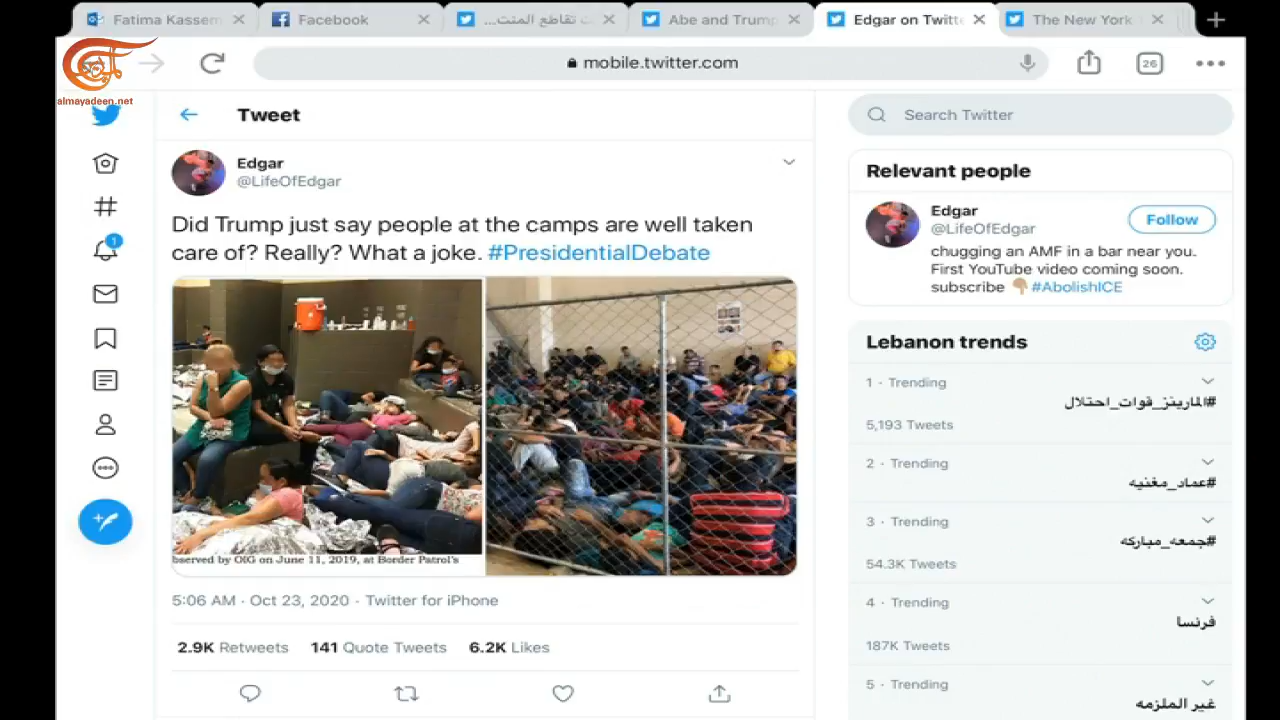 Fatima Kassem
Facebook
ت تقاطع المنت...
Abe and Trump
Edgar on Twitte
The New York
almayadeen.net
mobile.twitter.com
26
Tweet
Search Twitter
Edgar
@LifeOfEdgar
Did Trump just say people at the camps are well taken
care of? Really? What a joke. #PresidentialDebate
bserved by OIG on June 11, 2019, at Border Patrol's
5:06 AM · Oct 23, 2020 · Twitter for iPhone
2.9K Retweets 141 Quote Tweets 6.2K Likes
1
Relevant people
Edgar
@LifeOfEdgar
Follow
chugging an AMF in a bar near you.
First YouTube video coming soon.
subscribe 👇🏽 #AbolishICE
Lebanon trends
1 · Trending
#المارينز_قوات_احتلال
5,193 Tweets
2 · Trending
#عماد_مغنيه
3 · Trending
#جمعه_مباركه
54.3K Tweets
4 · Trending
فرنسا
187K Tweets
5 · Trending
غير الملزمه